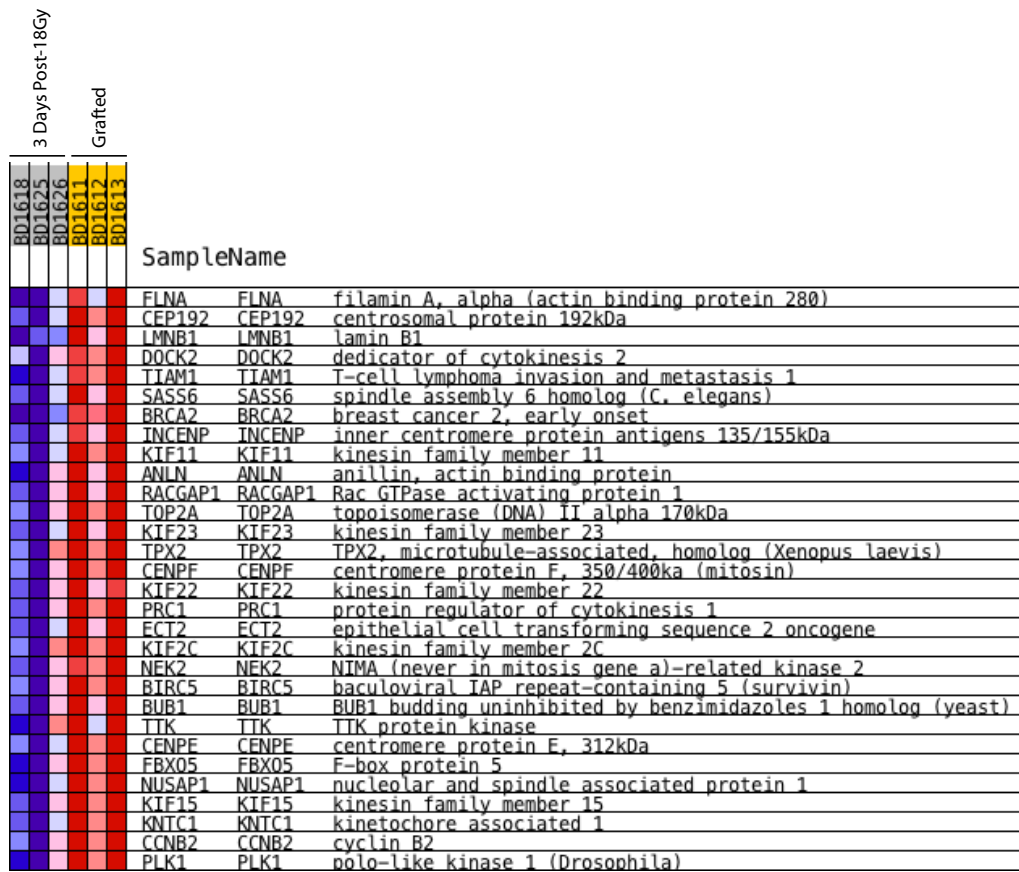 3 Days Post-18Gy
Grafted
BD1618
BD1625
BD1626
BD1611
BD1612
BD1613
SampleName
FLNA FLNA filamin A, alpha (actin binding protein 280)
CEP192 CEP192 centrosomal protein 192kDa
LMNB1 LMNB1 lamin B1
DOCK2 DOCK2 dedicator of cytokinesis 2
TIAM1 TIAM1 T-cell lymphoma invasion and metastasis 1
SASS6 SASS6 spindle assembly 6 homolog (C. elegans)
BRCA2 BRCA2 breast cancer 2, early onset
INCENP INCENP inner centromere protein antigens 135/155kDa
KIF11 KIF11 kinesin family member 11
ANLN ANLN anillin, actin binding protein
RACGAP1 RACGAP1 Rac GTPase activating protein 1
TOP2A TOP2A topoisomerase (DNA) II alpha 170kDa
KIF23 KIF23 kinesin family member 23
TPX2 TPX2 TPX2, microtubule-associated, homolog (Xenopus laevis)
CENPF CENPF centromere protein F, 350/400ka (mitosin)
KIF22 KIF22 kinesin family member 22
PRC1 PRC1 protein regulator of cytokinesis 1
ECT2 ECT2 epithelial cell transforming sequence 2 oncogene
KIF2C KIF2C kinesin family member 2C
NEK2 NEK2 NIMA (never in mitosis gene a)-related kinase 2
BIRC5 BIRC5 baculoviral IAP repeat-containing 5 (survivin)
BUB1 BUB1 BUB1 budding uninhibited by benzimidazoles 1 homolog (yeast)
TTK TTK TTK protein kinase
CENPE CENPE centromere protein E, 312kDa
FBXO5 FBXO5 F-box protein 5
NUSAP1 NUSAP1 nucleolar and spindle associated protein 1
KIF15 KIF15 kinesin family member 15
KNTC1 KNTC1 kinetochore associated 1
CCNB2 CCNB2 cyclin B2
PLK1 PLK1 polo-like kinase 1 (Drosophila)